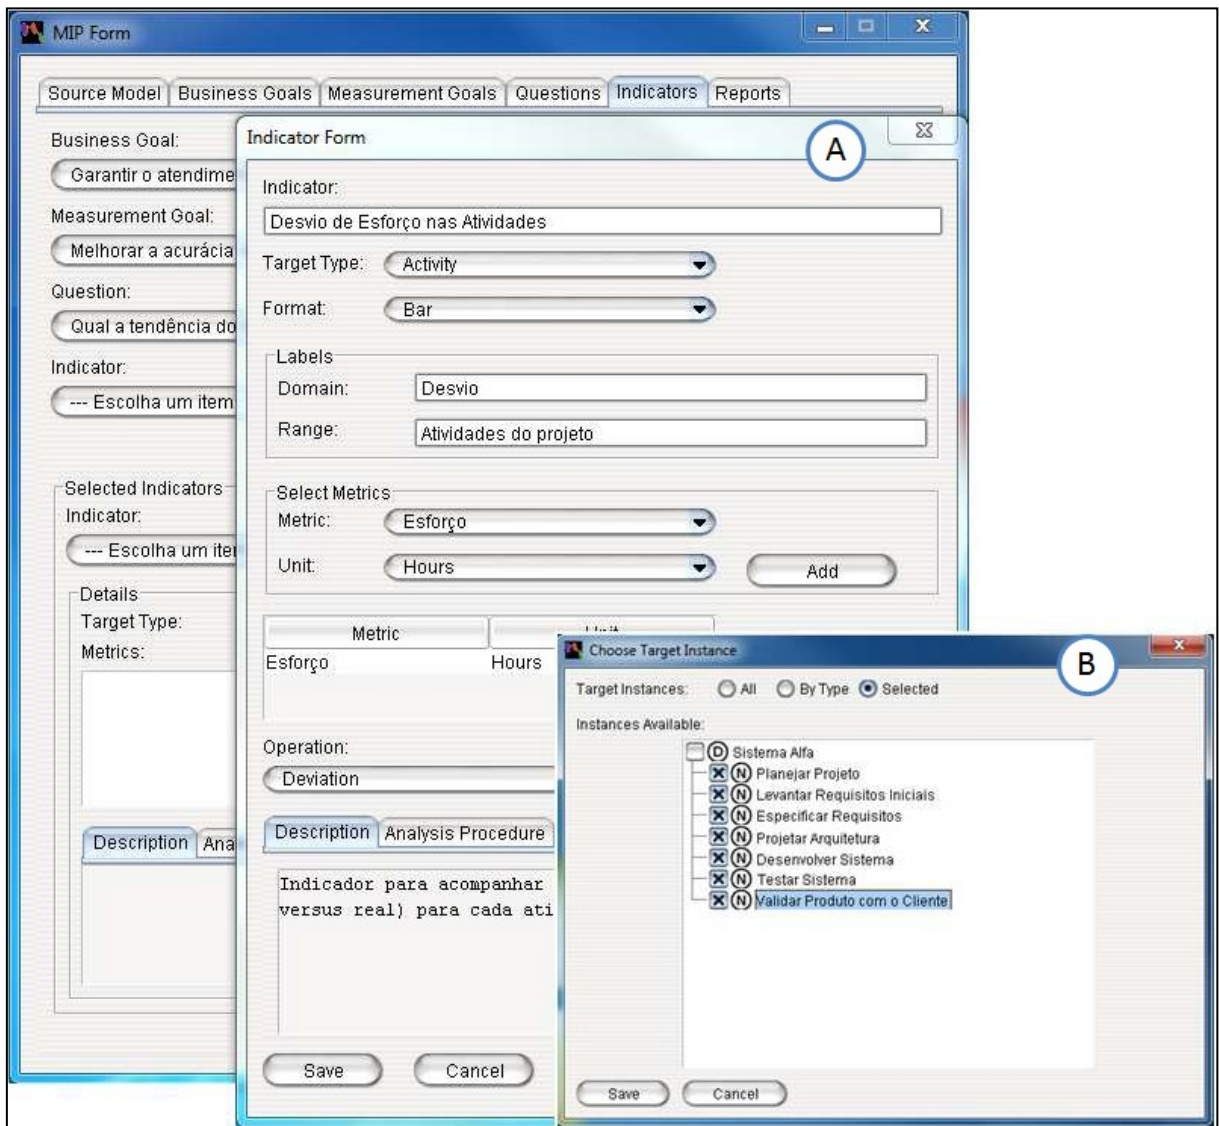 MIP Form
Source Model Business Goals Measurement Goals Questions Indicators Reports
Business Goal:
Garantir o atendime
Measurement Goal:
Melhorar a acurácia
Question:
Qual a tendência do
Indicator:
--- Escolha um item
Selected Indicators
Indicator:
--- Escolha um ite
Details
Target Type:
Metrics:
Description Ana
Indicator Form
A
Indicator:
Desvio de Esforço nas Atividades
Target Type: Activity
Format: Bar
Labels
Domain: Desvio
Range: Atividades do projeto
Select Metrics
Metric: Esforço
Unit: Hours Add
Metric
Esforço Hours
Operation:
Deviation
Description Analysis Procedure
Indicador para acompanhar
versus real) para cada ati
Save Cancel
Choose Target Instance
B
Target Instances: All By Type Selected
Instances Available:
D Sistema Alfa
N Planejar Projeto
N Levantar Requisitos Iniciais
N Especificar Requisitos
N Projetar Arquitetura
N Desenvolver Sistema
N Testar Sistema
N Validar Produto com o Cliente
Save Cancel